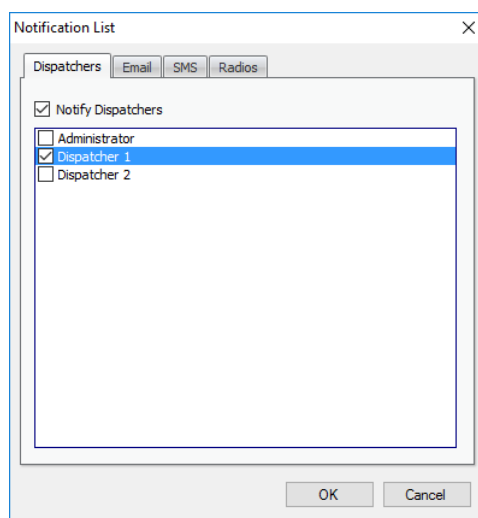 Notification List
Dispatchers Email SMS Radios
Notify Dispatchers
Administrator
Dispatcher 1
Dispatcher 2
OK Cancel